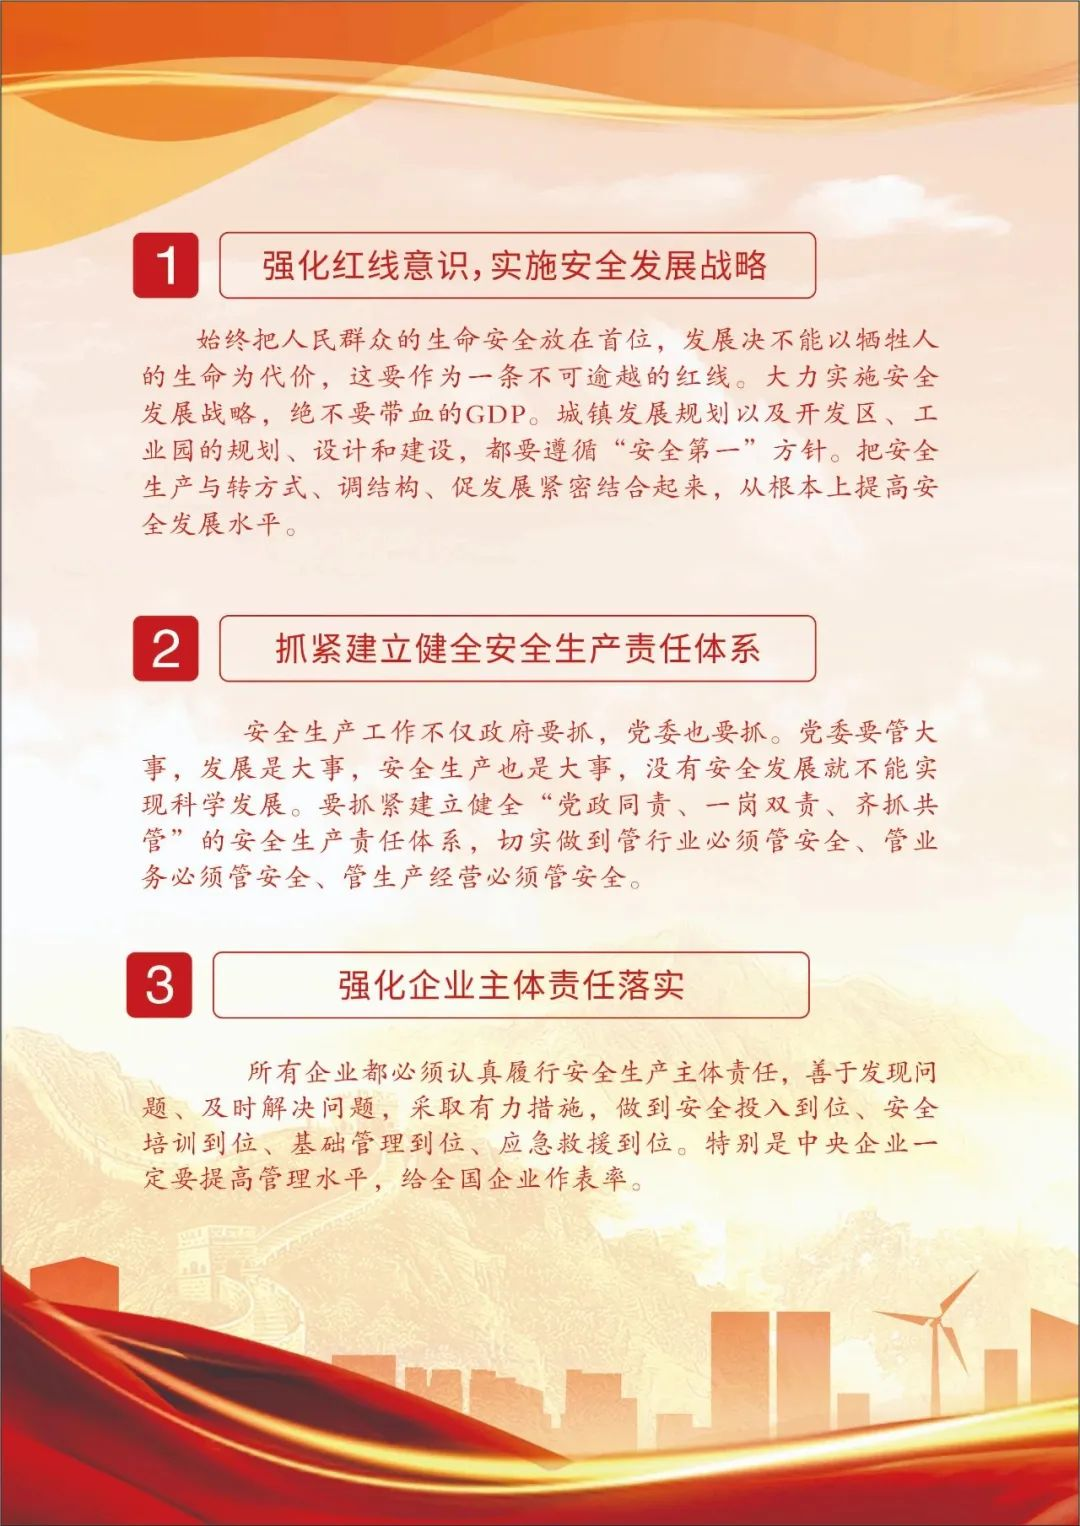 1
强化红线意识，实施安全发展战略
始终把人民群众的生命安全放在首位，发展决不能以牺牲人
的生命为代价，这要作为一条不可逾越的红线。大力实施安全
发展战略，绝不要带血的GDP。城镇发展规划以及开发区、工
业园的规划、设计和建设，都要遵循“安全第一”方针。把安全
生产与转方式、调结构、促发展紧密结合起来，从根本上提高安
全发展水平。
2
抓紧建立健全安全生产责任体系
安全生产工作不仅政府要抓，党委也要抓。党委要管大
事，发展是大事，安全生产也是大事，没有安全发展就不能实
现科学发展。要抓紧建立健全“党政同责、一岗双责、齐抓共
管”的安全生产责任体系，切实做到管行业必须管安全、管业
务必须管安全、管生产经营必须管安全。
3
强化企业主体责任落实
所有企业都必须认真履行安全生产主体责任，善于发现问
题、及时解决问题，采取有力措施，做到安全投入到位、安全
培训到位、基础管理到位、应急救援到位。特别是中央企业一
定要提高管理水平，给全国企业作表率。